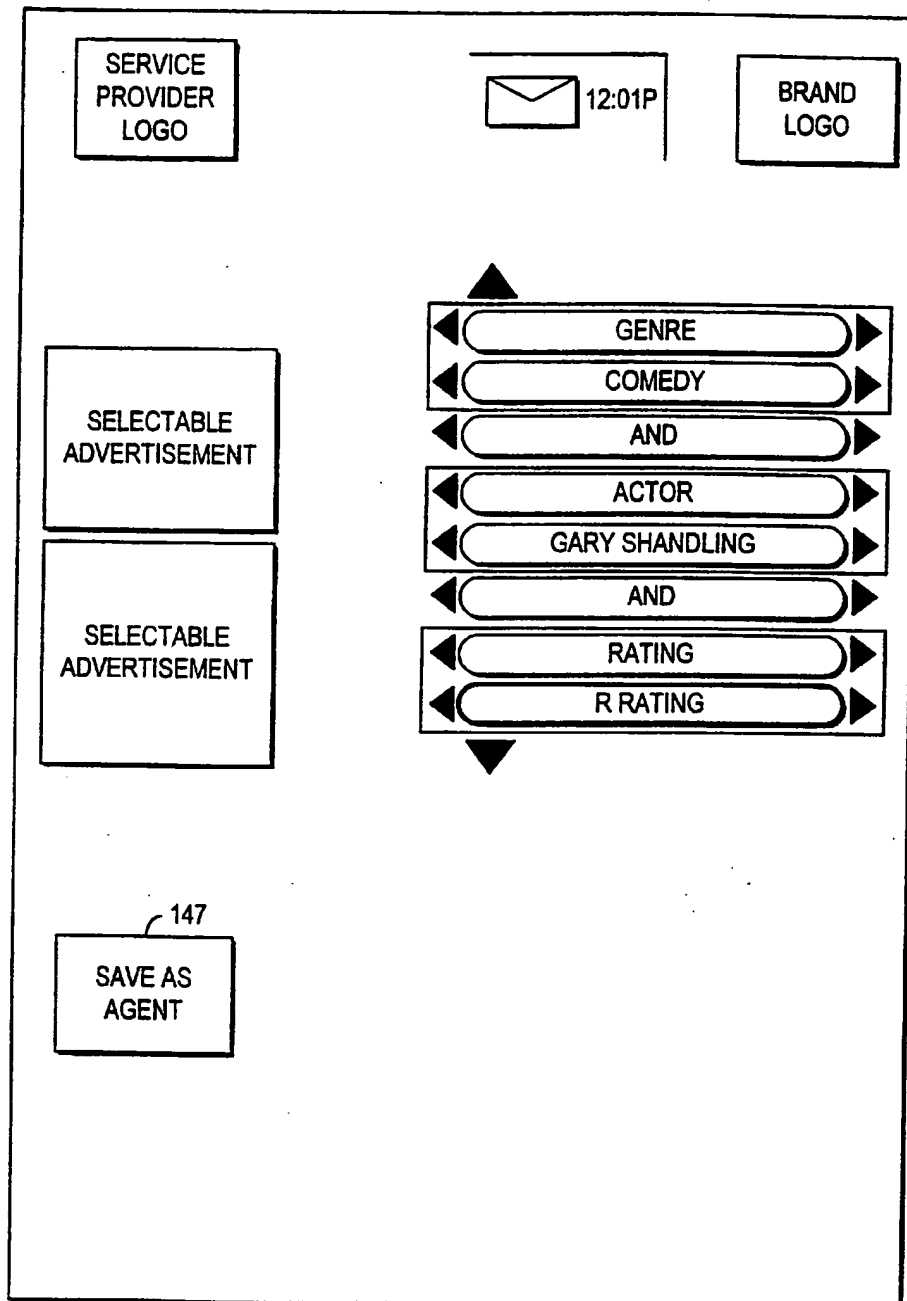 SERVICE
PROVIDER
LOGO
12:01P
BRAND
LOGO
GENRE
COMEDY
AND
ACTOR
GARY SHANDLING
AND
RATING
R RATING
SELECTABLE
ADVERTISEMENT
SELECTABLE
ADVERTISEMENT
147
SAVE AS
AGENT